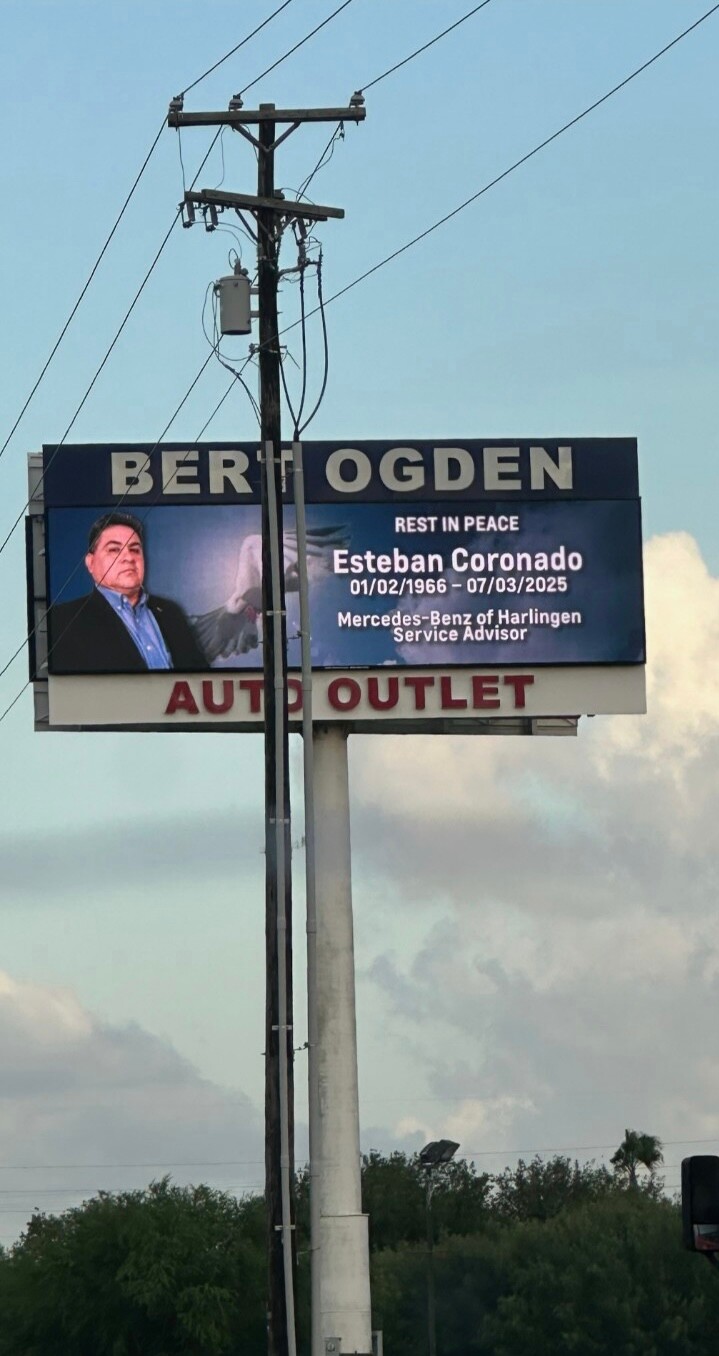 BERT OGDEN
REST IN PEACE
Esteban Coronado
01/02/1966 – 07/03/2025
Mercedes-Benz of Harlingen
Service Advisor
AUTO OUTLET